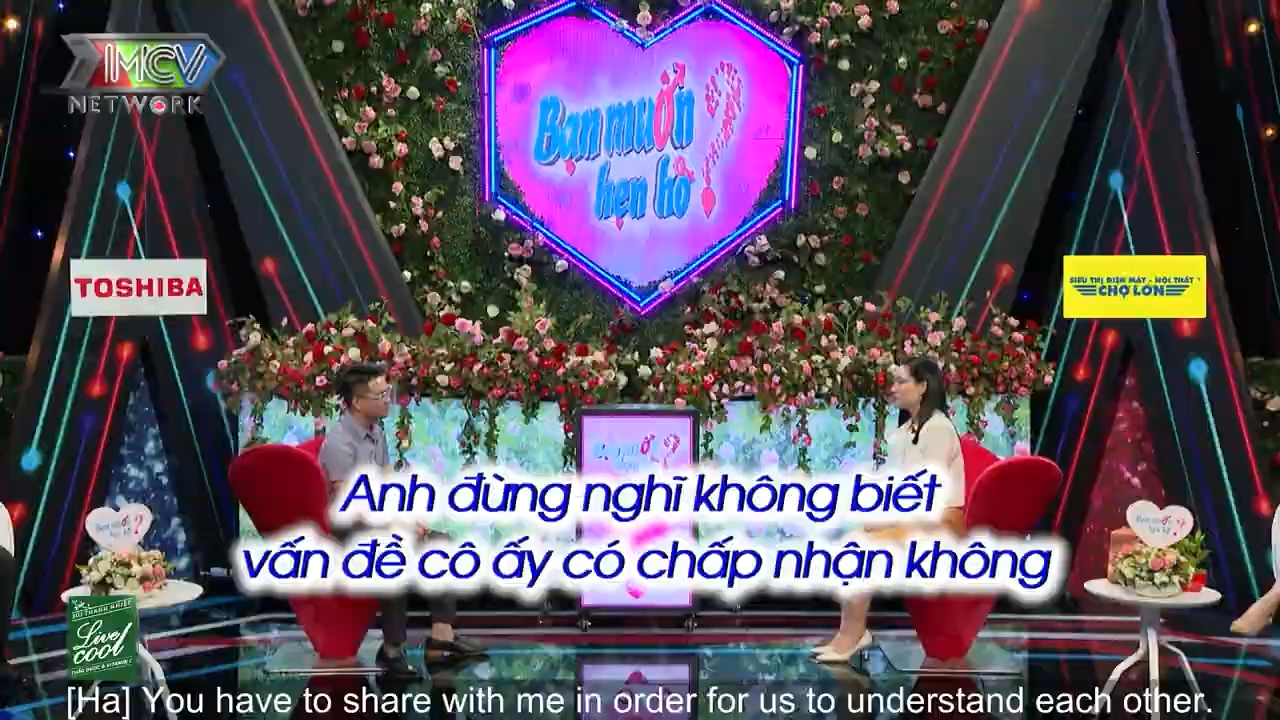 MCV
NETWORK
Bạn muốn
hẹn hò?
TOSHIBA
SIÊU THỊ ĐIỆN MÁY - NỘI THẤT
CHỢ LỚN
Anh đừng nghĩ không biết
vấn đề cô ấy có chấp nhận không
Live
cool
[Ha] You have to share with me in order for us to understand each other.